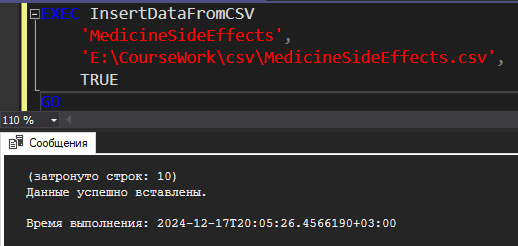 EXEC InsertDataFromCSV
'MedicineSideEffects',
'E:\CourseWork\csv\MedicineSideEffects.csv',
TRUE
GO
110 %
Сообщения
(затронуто строк: 10)
Данные успешно вставлены.
Время выполнения: 2024-12-17T20:05:26.4566190+03:00